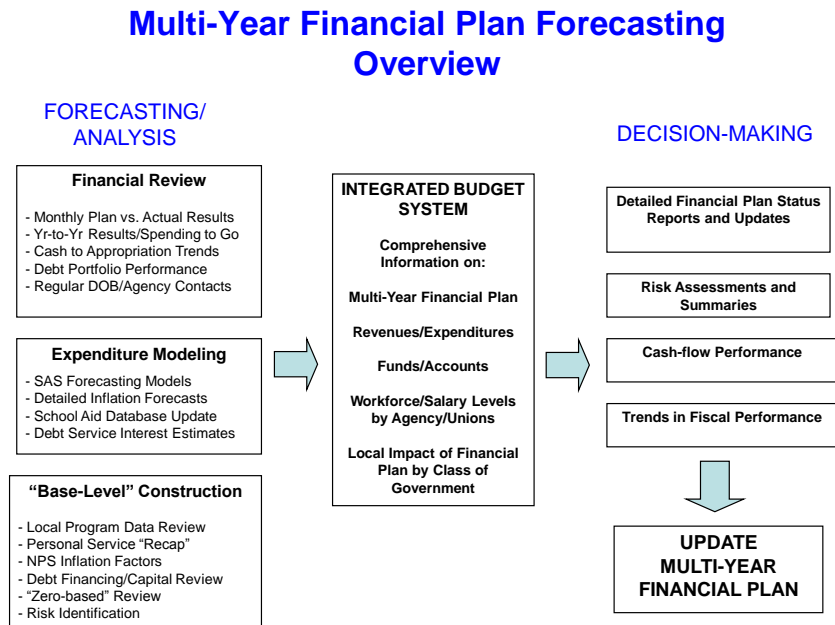 Multi-Year Financial Plan Forecasting
Overview
FORECASTING/
ANALYSIS
Financial Review
- Monthly Plan vs. Actual Results
- Yr-to-Yr Results/Spending to Go
- Cash to Appropriation Trends
- Debt Portfolio Performance
- Regular DOB/Agency Contacts
Expenditure Modeling
- SAS Forecasting Models
- Detailed Inflation Forecasts
- School Aid Database Update
- Debt Service Interest Estimates
“Base-Level” Construction
- Local Program Data Review
- Personal Service “Recap”
- NPS Inflation Factors
- Debt Financing/Capital Review
- “Zero-based” Review
- Risk Identification
INTEGRATED BUDGET
SYSTEM
Comprehensive
Information on:
Multi-Year Financial Plan
Revenues/Expenditures
Funds/Accounts
Workforce/Salary Levels
by Agency/Unions
Local Impact of Financial
Plan by Class of
Government
DECISION-MAKING
Detailed Financial Plan Status
Reports and Updates
Risk Assessments and
Summaries
Cash-flow Performance
Trends in Fiscal Performance
UPDATE
MULTI-YEAR
FINANCIAL PLAN